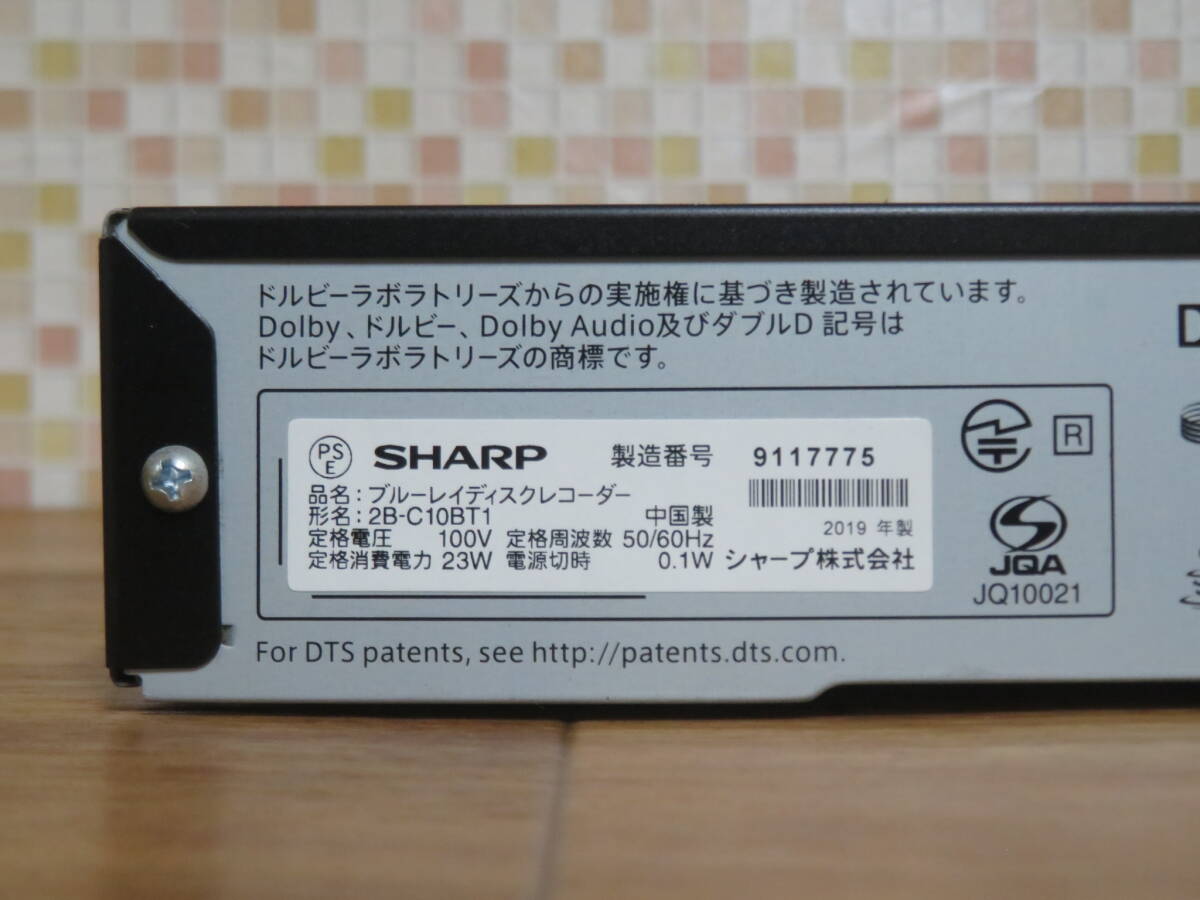 ドルビーラボラトリーズからの実施権に基づき製造されています。
Dolby、ドルビー、Dolby Audio及びダブルD 記号は
ドルビーラボラトリーズの商標です。
PS E SHARP 製造番号 9117775
品名：ブルーレイディスクレコーダー
形名：2B-C10BT1 中国製 2019 年製
定格電圧 100V 定格周波数 50/60Hz
定格消費電力 23W 電源切時 0.1W シャープ株式会社
R
JQA
JQ10021
For DTS patents, see http://patents.dts.com.